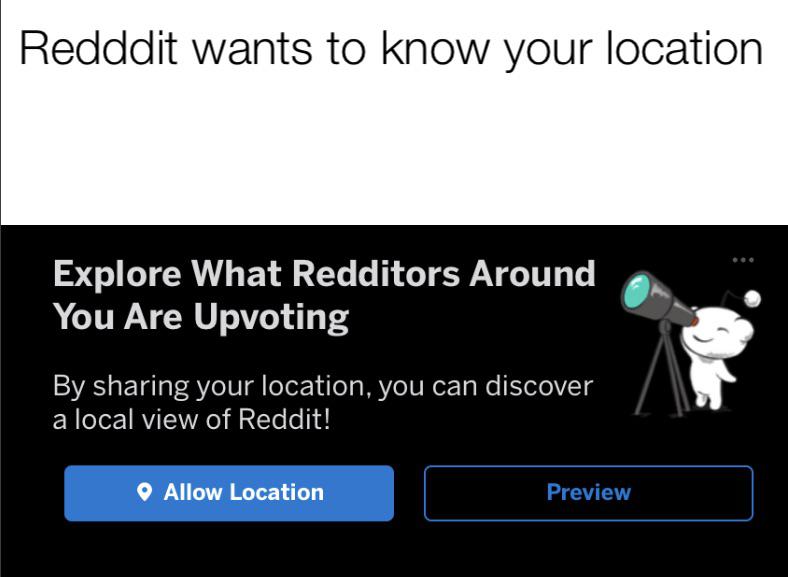 Redddit wants to know your location
Explore What Redditors Around
You Are Upvoting
By sharing your location, you can discover
a local view of Reddit!
Allow Location
Preview